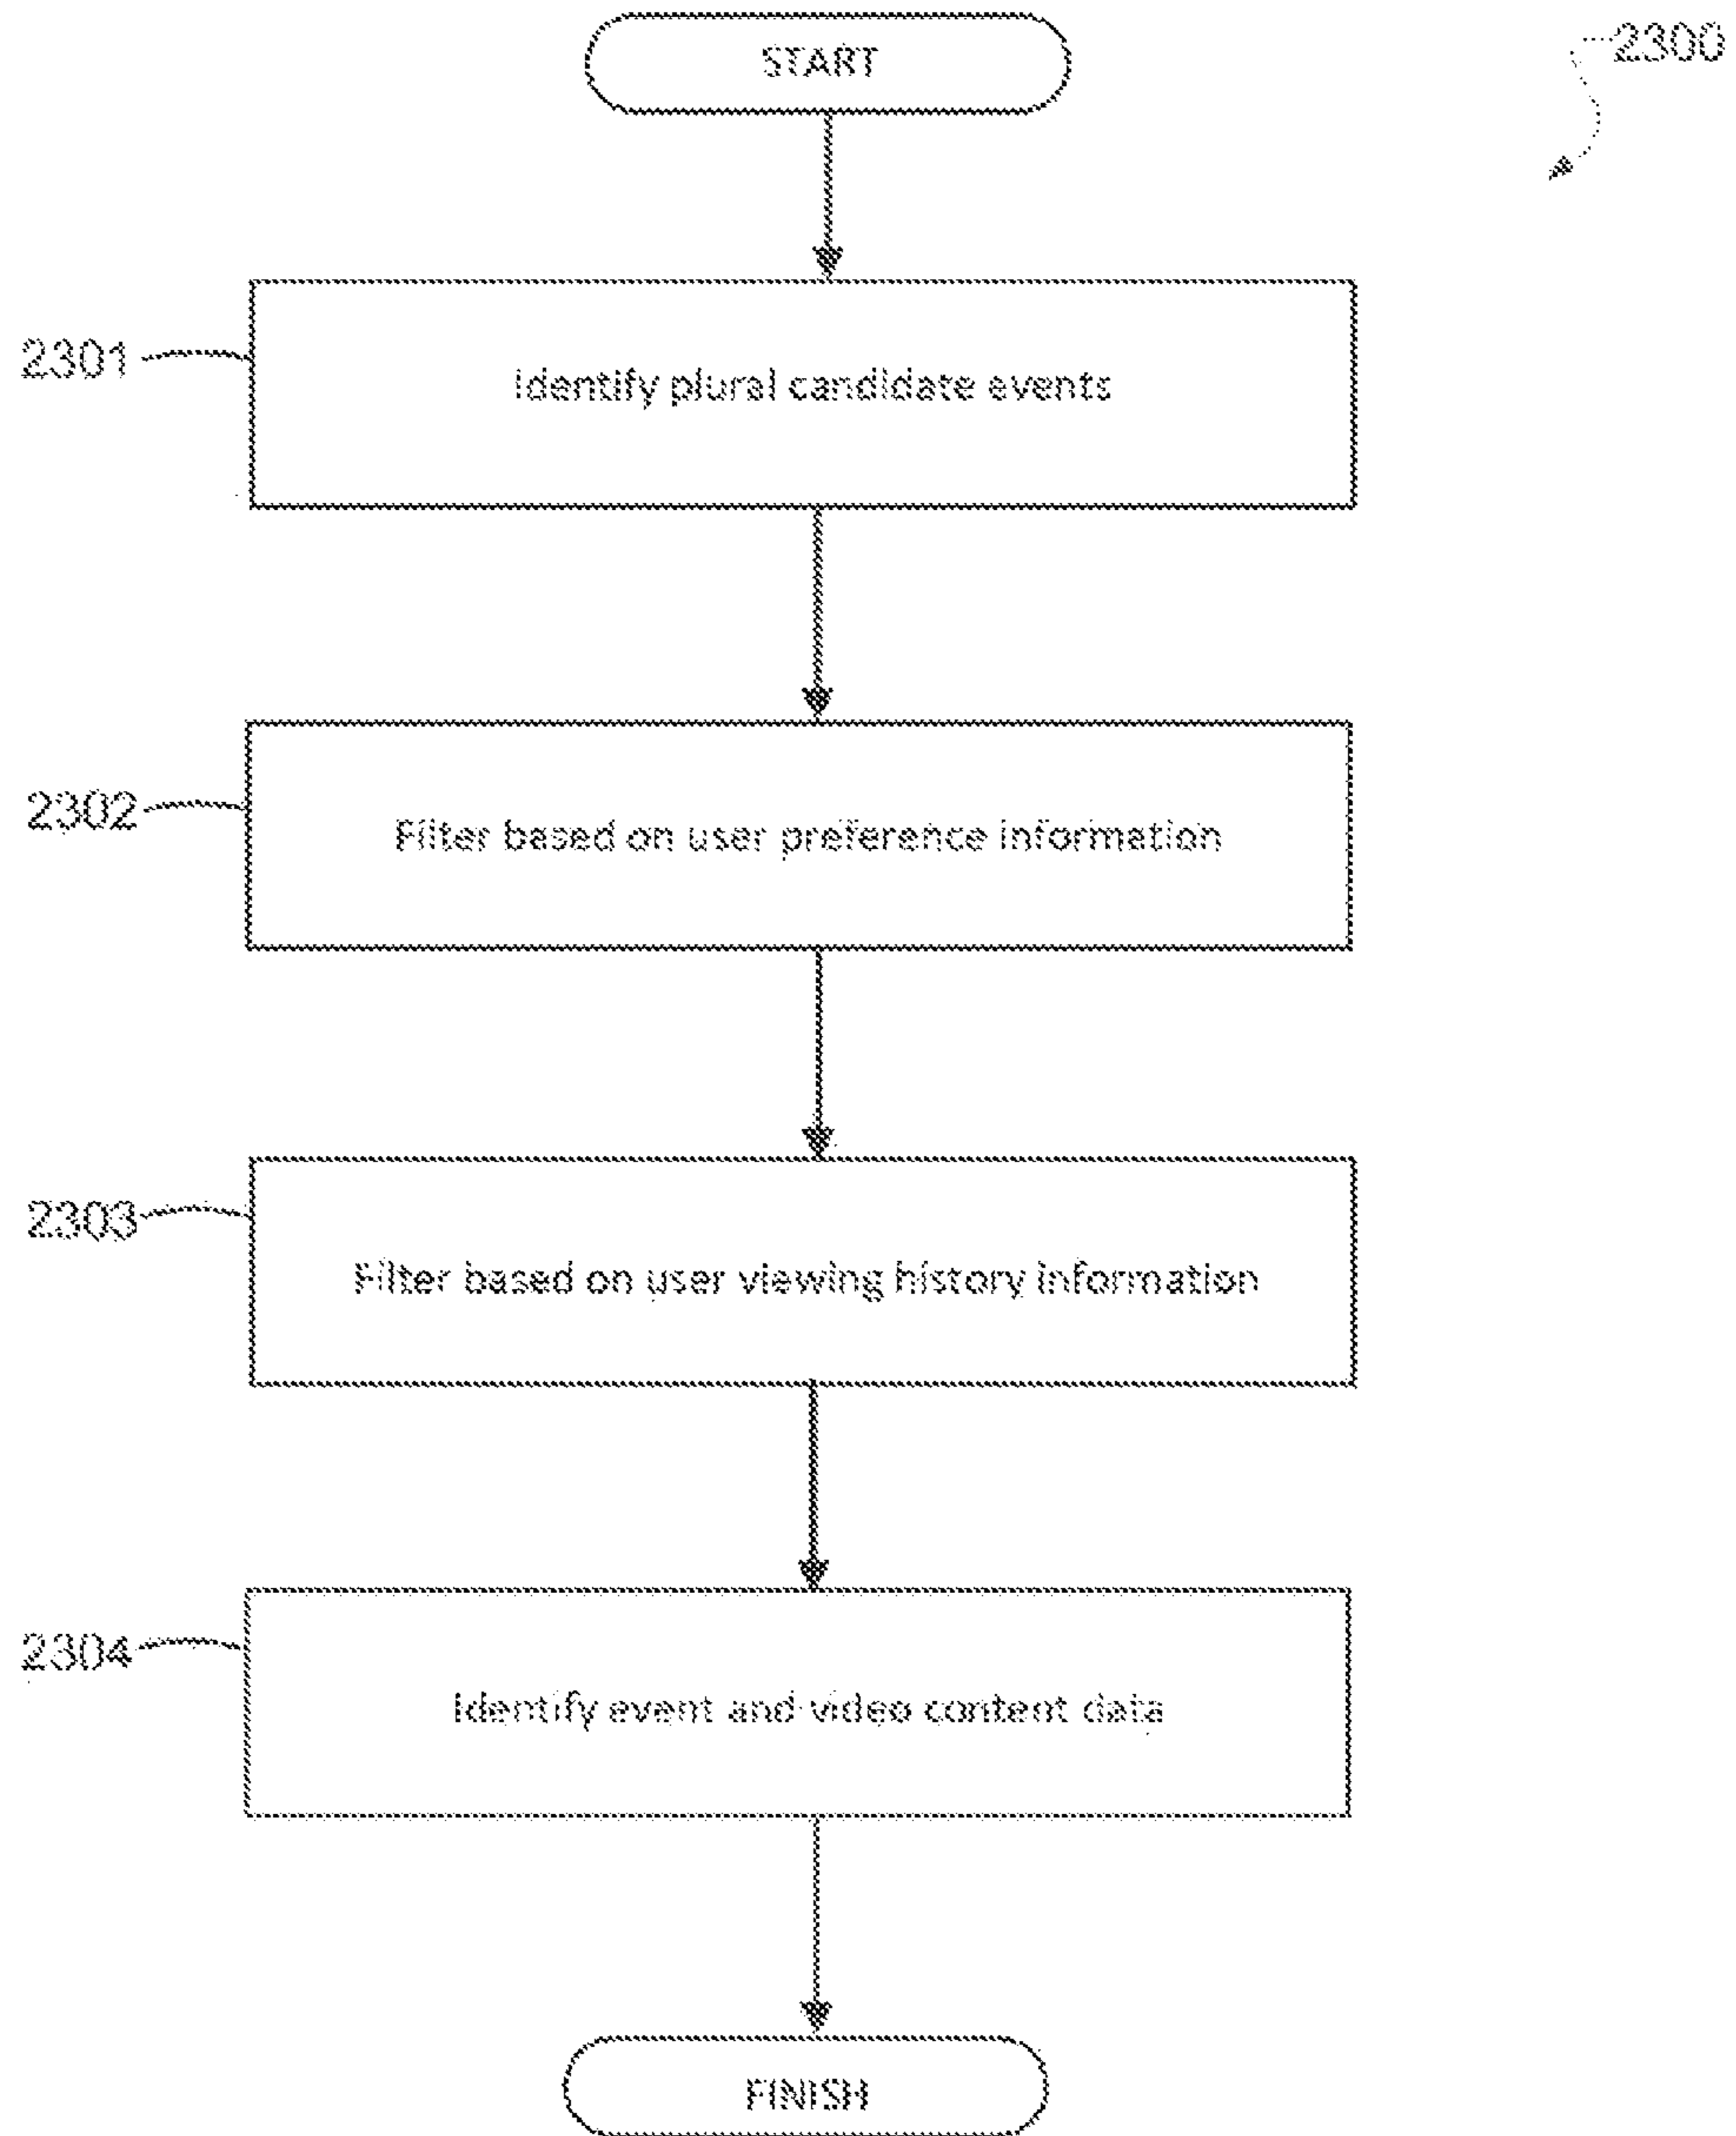 START
2300
2301
Identify plural candidate events
2302
Filter based on user preference information
2303
Filter based on user viewing history information
2304
Identify event and video content data
FINISH